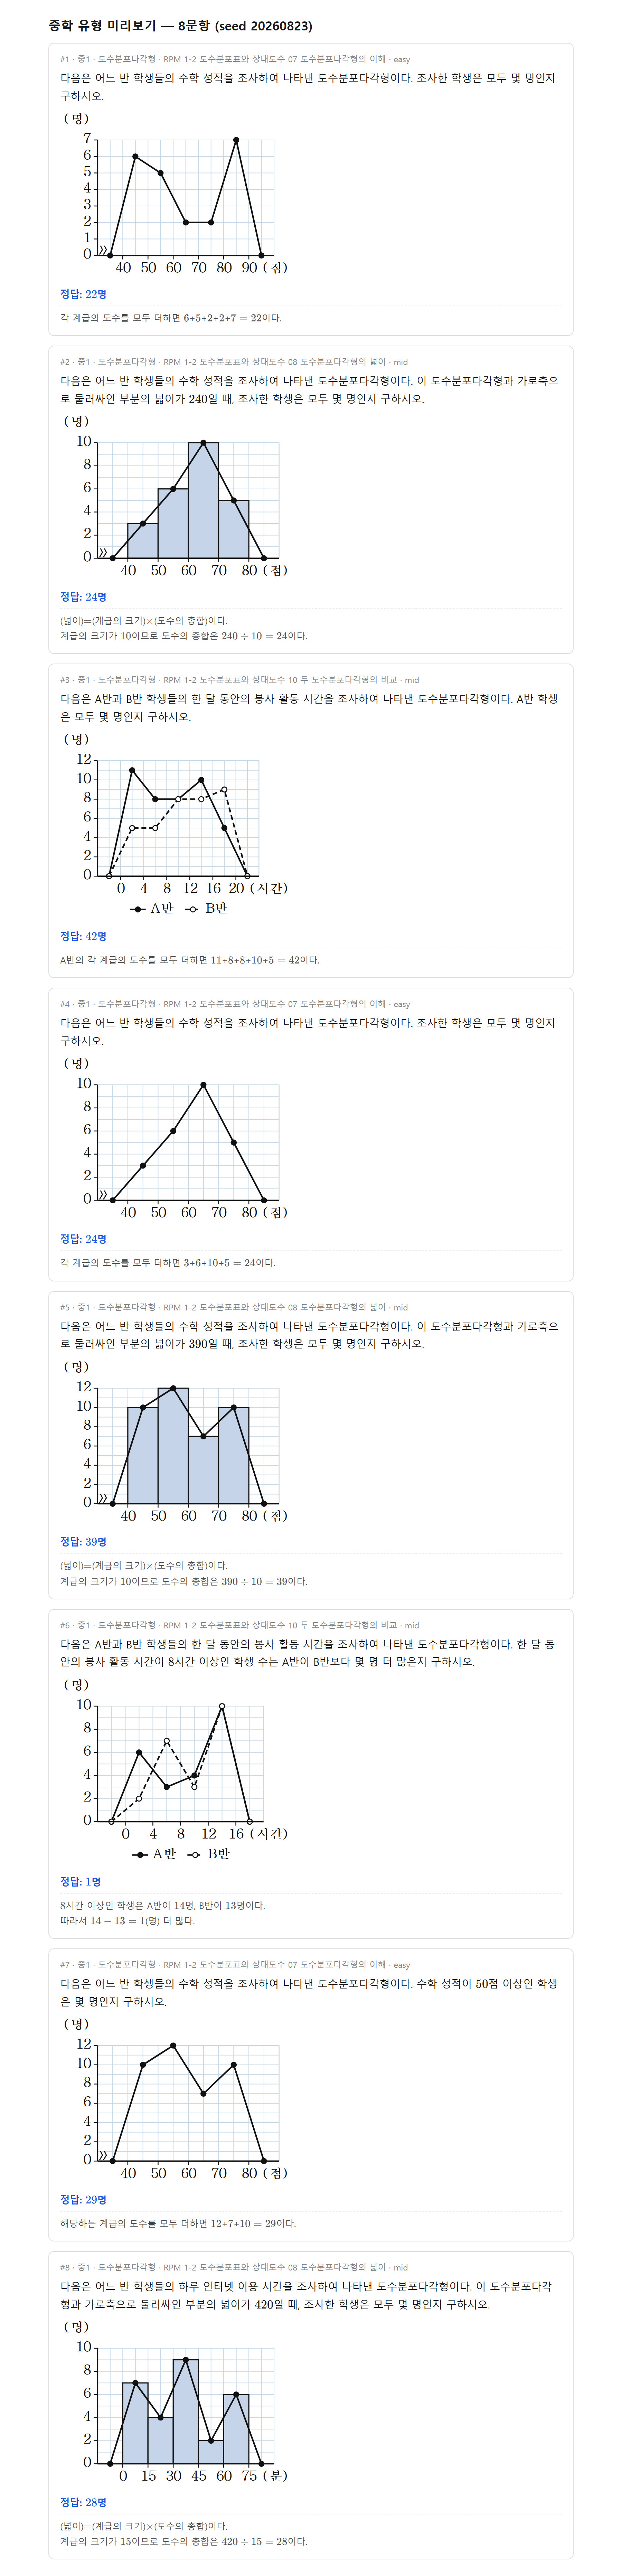 중학 유형 미리보기 — 8문항 (seed 20260823)
#1 · 중1 · 도수분포다각형 · RPM 1-2 도수분포표와 상대도수 07 도수분포다각형의 이해 · easy
다음은 어느 반 학생들의 수학 성적을 조사하여 나타낸 도수분포다각형이다. 조사한 학생은 모두 몇 명인지
구하시오.
(명)
7
6
5
4
3
2
1
0
40 50 60 70 80 90 (점)
정답: 22명
각 계급의 도수를 모두 더하면 6+5+2+2+7 = 22이다.
#2 · 중1 · 도수분포다각형 · RPM 1-2 도수분포표와 상대도수 08 도수분포다각형의 넓이 · mid
다음은 어느 반 학생들의 수학 성적을 조사하여 나타낸 도수분포다각형이다. 이 도수분포다각형과 가로축으
로 둘러싸인 부분의 넓이가 240일 때, 조사한 학생은 모두 몇 명인지 구하시오.
(명)
10
8
6
4
2
0
40 50 60 70 80 (점)
정답: 24명
(넓이)=(계급의 크기)×(도수의 총합)이다.
계급의 크기가 10이므로 도수의 총합은 240 ÷ 10 = 24이다.
#3 · 중1 · 도수분포다각형 · RPM 1-2 도수분포표와 상대도수 10 두 도수분포다각형의 비교 · mid
다음은 A반과 B반 학생들의 한 달 동안의 봉사 활동 시간을 조사하여 나타낸 도수분포다각형이다. A반 학생
은 모두 몇 명인지 구하시오.
(명)
12
10
8
6
4
2
0
0 4 8 12 16 20 (시간)
A반 B반
정답: 42명
A반의 각 계급의 도수를 모두 더하면 11+8+8+10+5 = 42이다.
#4 · 중1 · 도수분포다각형 · RPM 1-2 도수분포표와 상대도수 07 도수분포다각형의 이해 · easy
다음은 어느 반 학생들의 수학 성적을 조사하여 나타낸 도수분포다각형이다. 조사한 학생은 모두 몇 명인지
구하시오.
(명)
10
8
6
4
2
0
40 50 60 70 80 (점)
정답: 24명
각 계급의 도수를 모두 더하면 3+6+10+5 = 24이다.
#5 · 중1 · 도수분포다각형 · RPM 1-2 도수분포표와 상대도수 08 도수분포다각형의 넓이 · mid
다음은 어느 반 학생들의 수학 성적을 조사하여 나타낸 도수분포다각형이다. 이 도수분포다각형과 가로축으
로 둘러싸인 부분의 넓이가 390일 때, 조사한 학생은 모두 몇 명인지 구하시오.
(명)
12
10
8
6
4
2
0
40 50 60 70 80 (점)
정답: 39명
(넓이)=(계급의 크기)×(도수의 총합)이다.
계급의 크기가 10이므로 도수의 총합은 390 ÷ 10 = 39이다.
#6 · 중1 · 도수분포다각형 · RPM 1-2 도수분포표와 상대도수 10 두 도수분포다각형의 비교 · mid
다음은 A반과 B반 학생들의 한 달 동안의 봉사 활동 시간을 조사하여 나타낸 도수분포다각형이다. 한 달 동
안의 봉사 활동 시간이 8시간 이상인 학생 수는 A반이 B반보다 몇 명 더 많은지 구하시오.
(명)
10
8
6
4
2
0
0 4 8 12 16 (시간)
A반 B반
정답: 1명
8시간 이상인 학생은 A반이 14명, B반이 13명이다.
따라서 14 − 13 = 1(명) 더 많다.
#7 · 중1 · 도수분포다각형 · RPM 1-2 도수분포표와 상대도수 07 도수분포다각형의 이해 · easy
다음은 어느 반 학생들의 수학 성적을 조사하여 나타낸 도수분포다각형이다. 수학 성적이 50점 이상인 학생
은 몇 명인지 구하시오.
(명)
12
10
8
6
4
2
0
40 50 60 70 80 (점)
정답: 29명
해당하는 계급의 도수를 모두 더하면 12+7+10 = 29이다.
#8 · 중1 · 도수분포다각형 · RPM 1-2 도수분포표와 상대도수 08 도수분포다각형의 넓이 · mid
다음은 어느 반 학생들의 하루 인터넷 이용 시간을 조사하여 나타낸 도수분포다각형이다. 이 도수분포다각
형과 가로축으로 둘러싸인 부분의 넓이가 420일 때, 조사한 학생은 모두 몇 명인지 구하시오.
(명)
10
8
6
4
2
0
0 15 30 45 60 75 (분)
정답: 28명
(넓이)=(계급의 크기)×(도수의 총합)이다.
계급의 크기가 15이므로 도수의 총합은 420 ÷ 15 = 28이다.